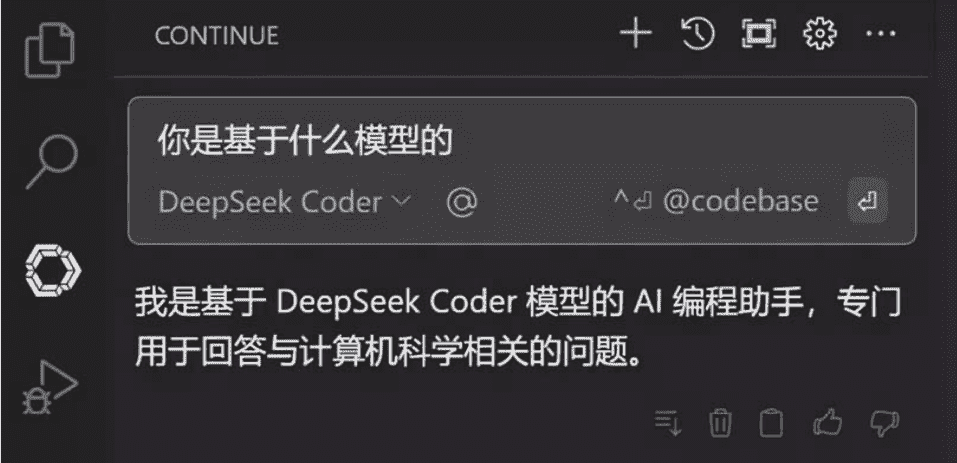 CONTINUE
你是基于什么模型的
DeepSeek Coder @ ^⏎ @codebase ⏎
我是基于 DeepSeek Coder 模型的 AI 编程助手，专门
用于回答与计算机科学相关的问题。